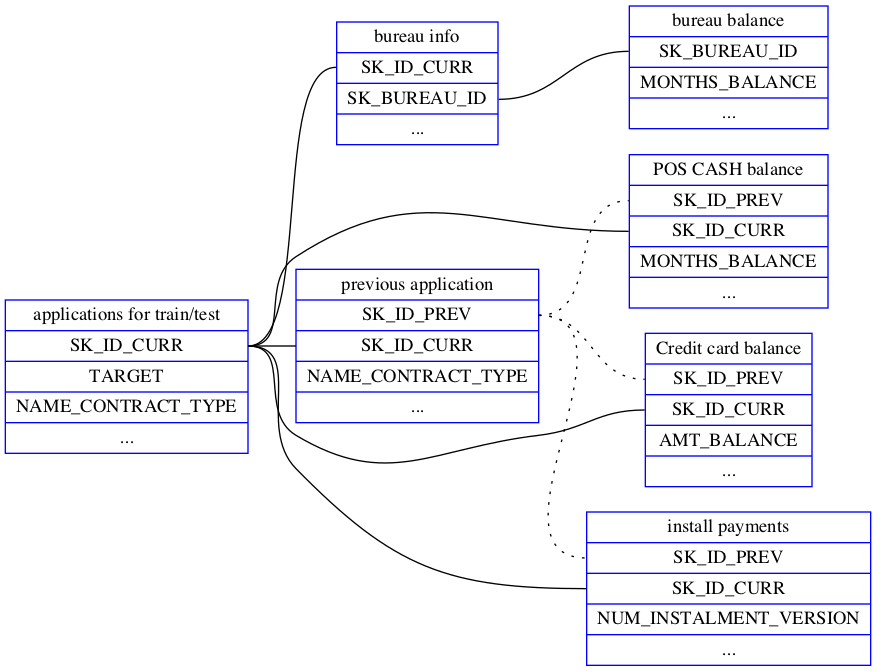 bureau info
SK_ID_CURR
SK_BUREAU_ID
...
bureau balance
SK_BUREAU_ID
MONTHS_BALANCE
...
POS CASH balance
SK_ID_PREV
SK_ID_CURR
MONTHS_BALANCE
...
applications for train/test
SK_ID_CURR
TARGET
NAME_CONTRACT_TYPE
...
previous application
SK_ID_PREV
SK_ID_CURR
NAME_CONTRACT_TYPE
...
Credit card balance
SK_ID_PREV
SK_ID_CURR
AMT_BALANCE
...
install payments
SK_ID_PREV
SK_ID_CURR
NUM_INSTALMENT_VERSION
...